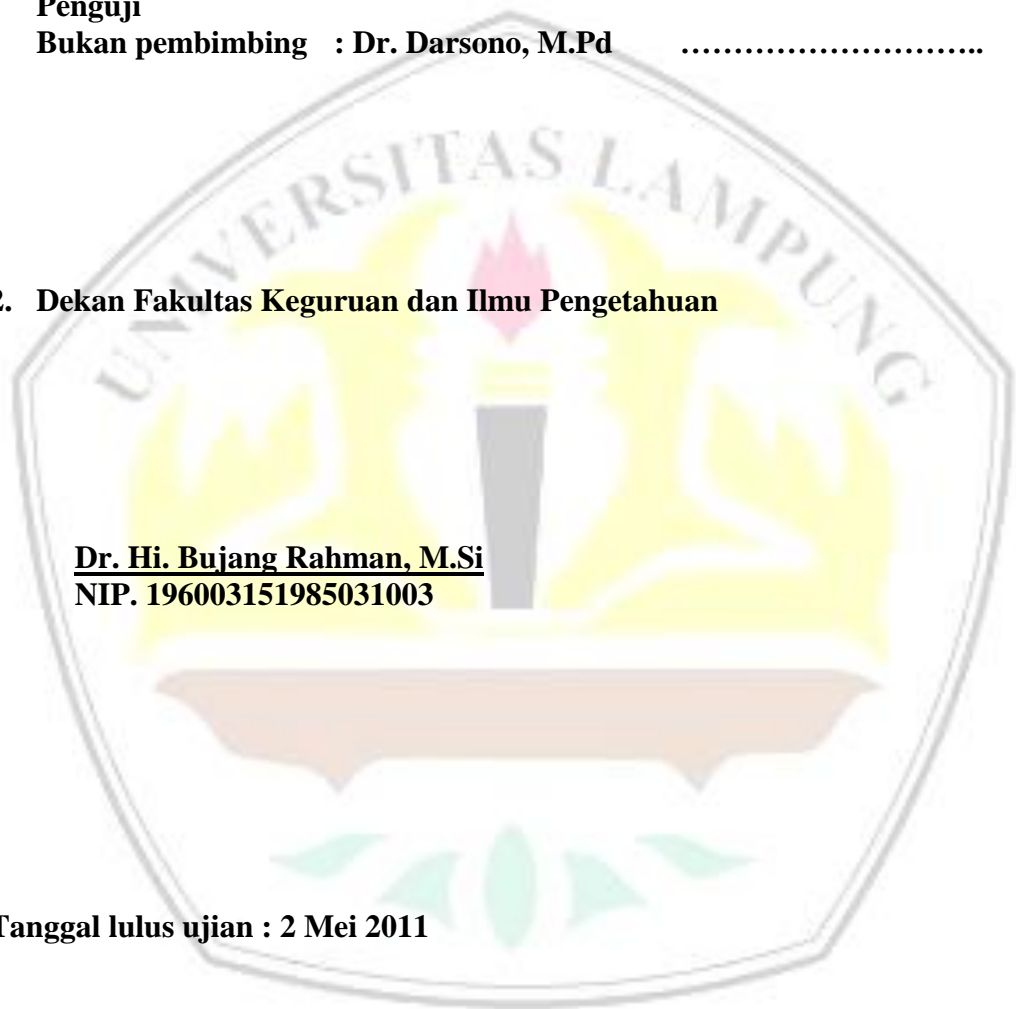 Penguji
Bukan pembimbing : Dr. Darsono, M.Pd ………………………..
UNIVERSITAS LAMPUNG
2. Dekan Fakultas Keguruan dan Ilmu Pengetahuan
Dr. Hi. Bujang Rahman, M.Si
NIP. 196003151985031003
Tanggal lulus ujian : 2 Mei 2011